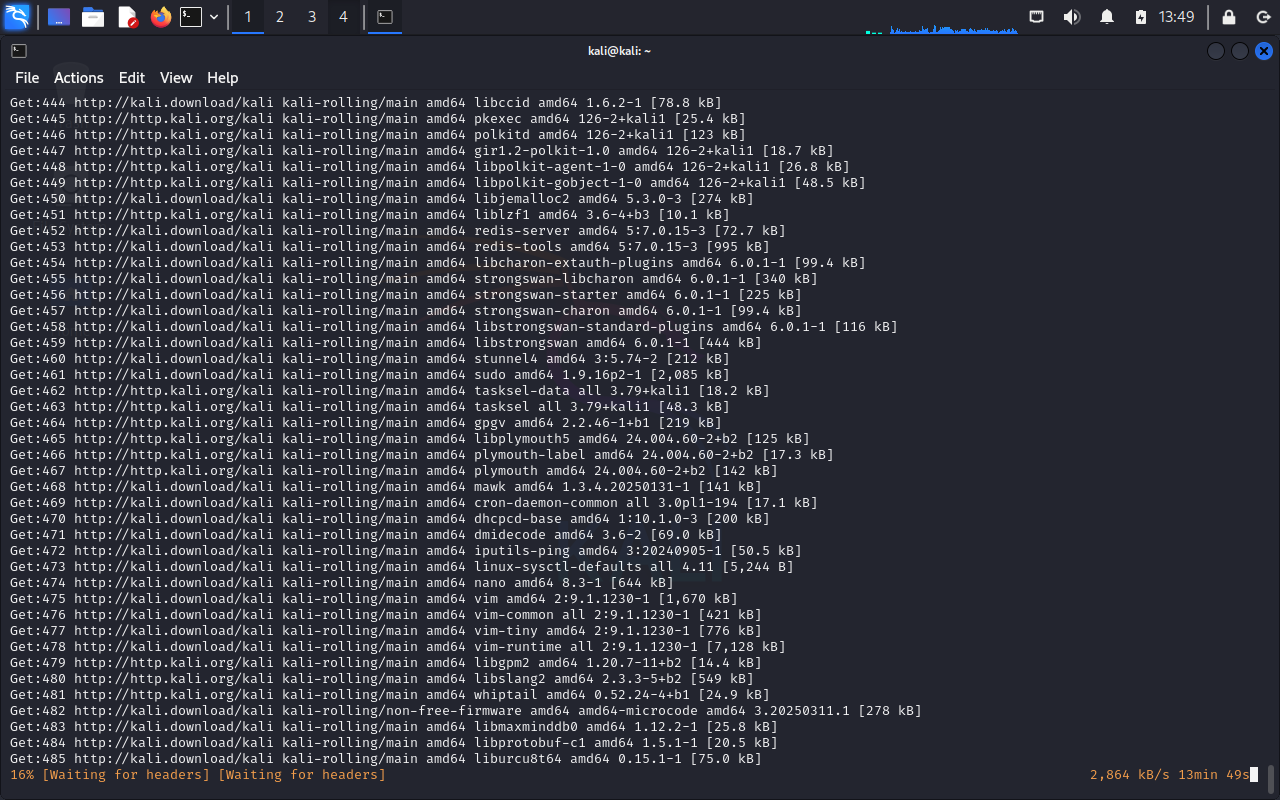 1 2 3 4 13:49
kali@kali: ~
File Actions Edit View Help
Get:444 http://kali.download/kali kali-rolling/main amd64 libccid amd64 1.6.2-1 [78.8 kB]
Get:445 http://http.kali.org/kali kali-rolling/main amd64 pkexec amd64 126-2+kali1 [25.4 kB]
Get:446 http://http.kali.org/kali kali-rolling/main amd64 polkitd amd64 126-2+kali1 [123 kB]
Get:447 http://http.kali.org/kali kali-rolling/main amd64 gir1.2-polkit-1.0 amd64 126-2+kali1 [18.7 kB]
Get:448 http://http.kali.org/kali kali-rolling/main amd64 libpolkit-agent-1-0 amd64 126-2+kali1 [26.8 kB]
Get:449 http://http.kali.org/kali kali-rolling/main amd64 libpolkit-gobject-1-0 amd64 126-2+kali1 [48.5 kB]
Get:450 http://kali.download/kali kali-rolling/main amd64 libjemalloc2 amd64 5.3.0-3 [274 kB]
Get:451 http://http.kali.org/kali kali-rolling/main amd64 liblzf1 amd64 3.6-4+b3 [10.1 kB]
Get:452 http://kali.download/kali kali-rolling/main amd64 redis-server amd64 5:7.0.15-3 [72.7 kB]
Get:453 http://http.kali.org/kali kali-rolling/main amd64 redis-tools amd64 5:7.0.15-3 [995 kB]
Get:454 http://kali.download/kali kali-rolling/main amd64 libcharon-extauth-plugins amd64 6.0.1-1 [99.4 kB]
Get:455 http://http.kali.org/kali kali-rolling/main amd64 strongswan-libcharon amd64 6.0.1-1 [340 kB]
Get:456 http://kali.download/kali kali-rolling/main amd64 strongswan-starter amd64 6.0.1-1 [225 kB]
Get:457 http://kali.download/kali kali-rolling/main amd64 strongswan-charon amd64 6.0.1-1 [99.4 kB]
Get:458 http://http.kali.org/kali kali-rolling/main amd64 libstrongswan-standard-plugins amd64 6.0.1-1 [116 kB]
Get:459 http://kali.download/kali kali-rolling/main amd64 libstrongswan amd64 6.0.1-1 [444 kB]
Get:460 http://kali.download/kali kali-rolling/main amd64 stunnel4 amd64 3:5.74-2 [212 kB]
Get:461 http://kali.download/kali kali-rolling/main amd64 sudo amd64 1.9.16p2-1 [2,085 kB]
Get:462 http://http.kali.org/kali kali-rolling/main amd64 tasksel-data all 3.79+kali1 [18.2 kB]
Get:463 http://http.kali.org/kali kali-rolling/main amd64 tasksel all 3.79+kali1 [48.3 kB]
Get:464 http://http.kali.org/kali kali-rolling/main amd64 gpgv amd64 2.2.46-1+b1 [219 kB]
Get:465 http://http.kali.org/kali kali-rolling/main amd64 libplymouth5 amd64 24.004.60-2+b2 [125 kB]
Get:466 http://kali.download/kali kali-rolling/main amd64 plymouth-label amd64 24.004.60-2+b2 [17.3 kB]
Get:467 http://http.kali.org/kali kali-rolling/main amd64 plymouth amd64 24.004.60-2+b2 [142 kB]
Get:468 http://kali.download/kali kali-rolling/main amd64 mawk amd64 1.3.4.20250131-1 [141 kB]
Get:469 http://kali.download/kali kali-rolling/main amd64 cron-daemon-common all 3.0pl1-194 [17.1 kB]
Get:470 http://kali.download/kali kali-rolling/main amd64 dhcpcd-base amd64 1:10.1.0-3 [200 kB]
Get:471 http://kali.download/kali kali-rolling/main amd64 dmidecode amd64 3.6-2 [69.0 kB]
Get:472 http://http.kali.org/kali kali-rolling/main amd64 iputils-ping amd64 3:20240905-1 [50.5 kB]
Get:473 http://http.kali.org/kali kali-rolling/main amd64 linux-sysctl-defaults all 4.11 [5,244 B]
Get:474 http://kali.download/kali kali-rolling/main amd64 nano amd64 8.3-1 [644 kB]
Get:475 http://kali.download/kali kali-rolling/main amd64 vim amd64 2:9.1.1230-1 [1,670 kB]
Get:476 http://kali.download/kali kali-rolling/main amd64 vim-common all 2:9.1.1230-1 [421 kB]
Get:477 http://http.kali.org/kali kali-rolling/main amd64 vim-tiny amd64 2:9.1.1230-1 [776 kB]
Get:478 http://kali.download/kali kali-rolling/main amd64 vim-runtime all 2:9.1.1230-1 [7,128 kB]
Get:479 http://http.kali.org/kali kali-rolling/main amd64 libgpm2 amd64 1.20.7-11+b2 [14.4 kB]
Get:480 http://kali.download/kali kali-rolling/main amd64 libslang2 amd64 2.3.3-5+b2 [549 kB]
Get:481 http://http.kali.org/kali kali-rolling/main amd64 whiptail amd64 0.52.24-4+b1 [24.9 kB]
Get:482 http://kali.download/kali kali-rolling/non-free-firmware amd64 amd64-microcode amd64 3.20250311.1 [278 kB]
Get:483 http://kali.download/kali kali-rolling/main amd64 libmaxminddb0 amd64 1.12.2-1 [25.8 kB]
Get:484 http://kali.download/kali kali-rolling/main amd64 libprotobuf-c1 amd64 1.5.1-1 [20.5 kB]
Get:485 http://kali.download/kali kali-rolling/main amd64 liburcu8t64 amd64 0.15.1-1 [75.0 kB]
16% [Waiting for headers] [Waiting for headers] 2,864 kB/s 13min 49s